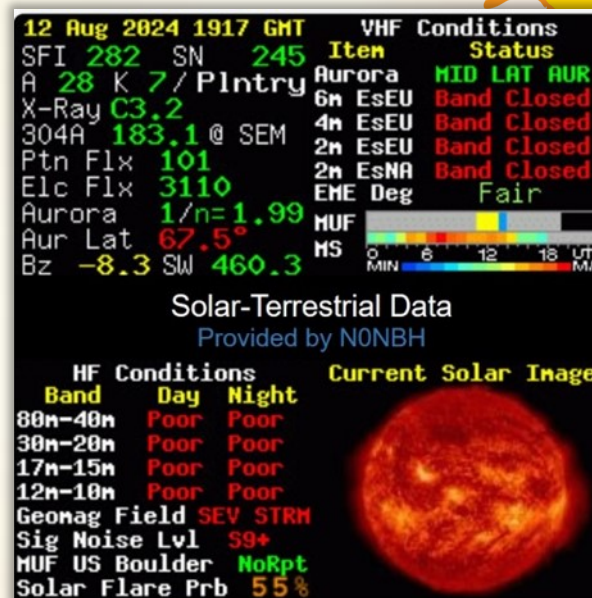 12 Aug 2024 1917 GMT
SFI 282 SN 245
A 28 K 7 / Plntry
X-Ray C3.2
304A 183.1 @ SEM
Ptn Flx 101
Elc Flx 3110
Aurora 1/n=1.99
Aur Lat 67.5°
Bz -8.3 SW 460.3
VHF Conditions
Item Status
Aurora MID LAT AUR
6m EsEU Band Closed
4m EsEU Band Closed
2m EsEU Band Closed
2m EsNA Band Closed
EME Deg Fair
MUF
MS
0 6 12 18
MIN
Solar-Terrestrial Data
Provided by N0NBH
HF Conditions
Band Day Night
80m-40m Poor Poor
30m-20m Poor Poor
17m-15m Poor Poor
12m-10m Poor Poor
Geomag Field SEV STRM
Sig Noise Lvl S9+
MUF US Boulder NoRpt
Solar Flare Prb 55%
Current Solar Image